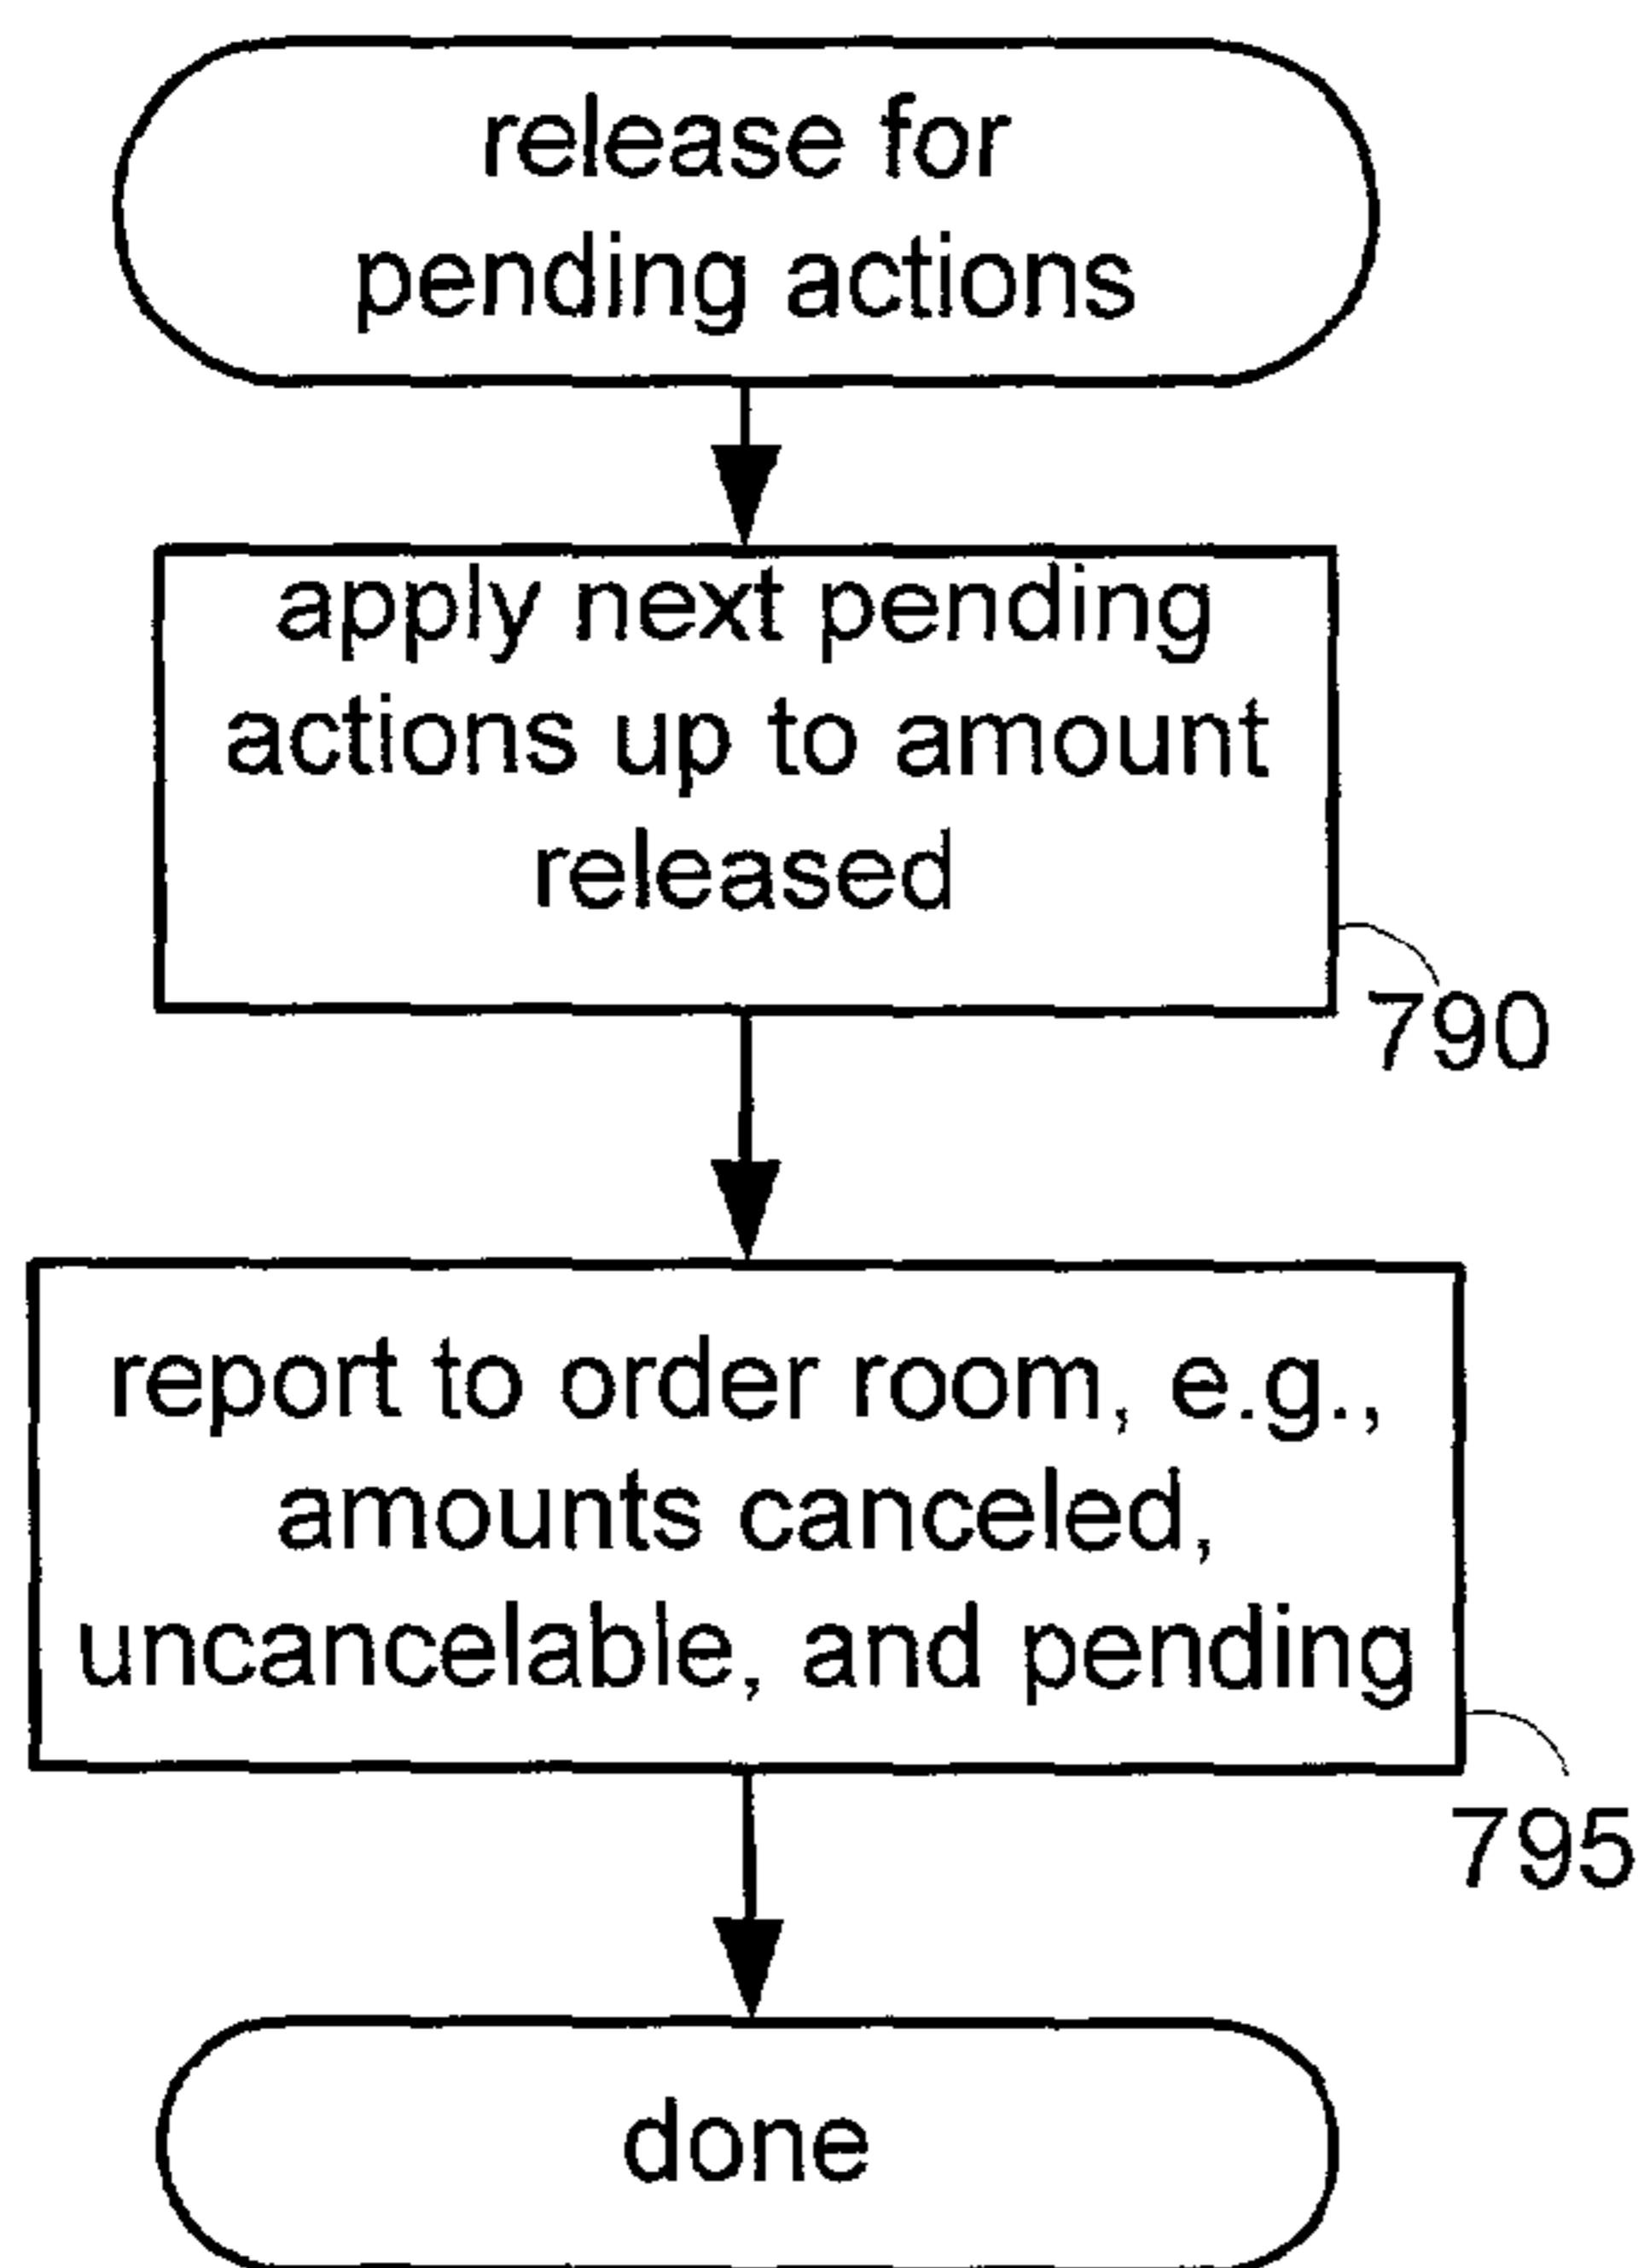 release for
pending actions
apply next pending
actions up to amount
released
790
report to order room, e.g.,
amounts canceled,
uncancelable, and pending
795
done